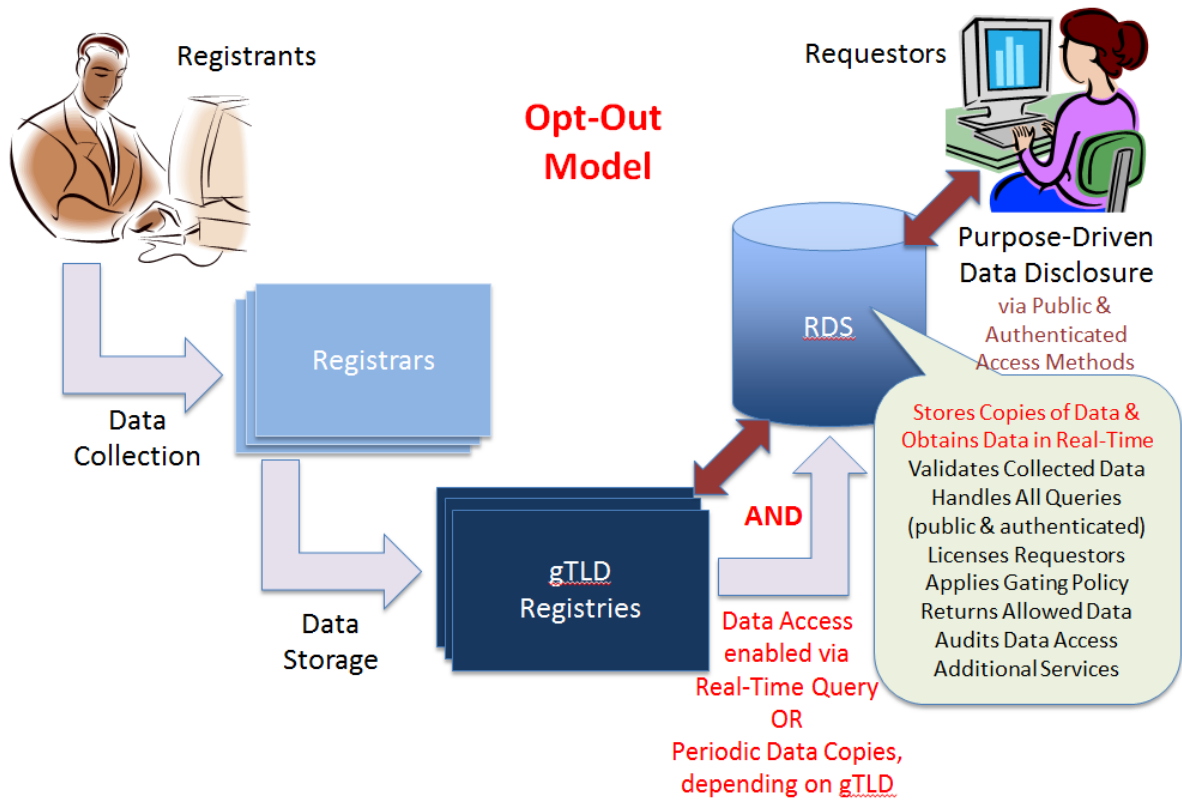 Registrants
Requestors
Opt-Out
Model
Purpose-Driven
Data Disclosure
via Public &
Authenticated
Access Methods
RDS
Registrars
Data
Collection
Stores Copies of Data &
Obtains Data in Real-Time
Validates Collected Data
Handles All Queries
(public & authenticated)
Licenses Requestors
Applies Gating Policy
Returns Allowed Data
Audits Data Access
Additional Services
AND
gTLD
Registries
Data
Storage
Data Access
enabled via
Real-Time Query
OR
Periodic Data Copies,
depending on gTLD